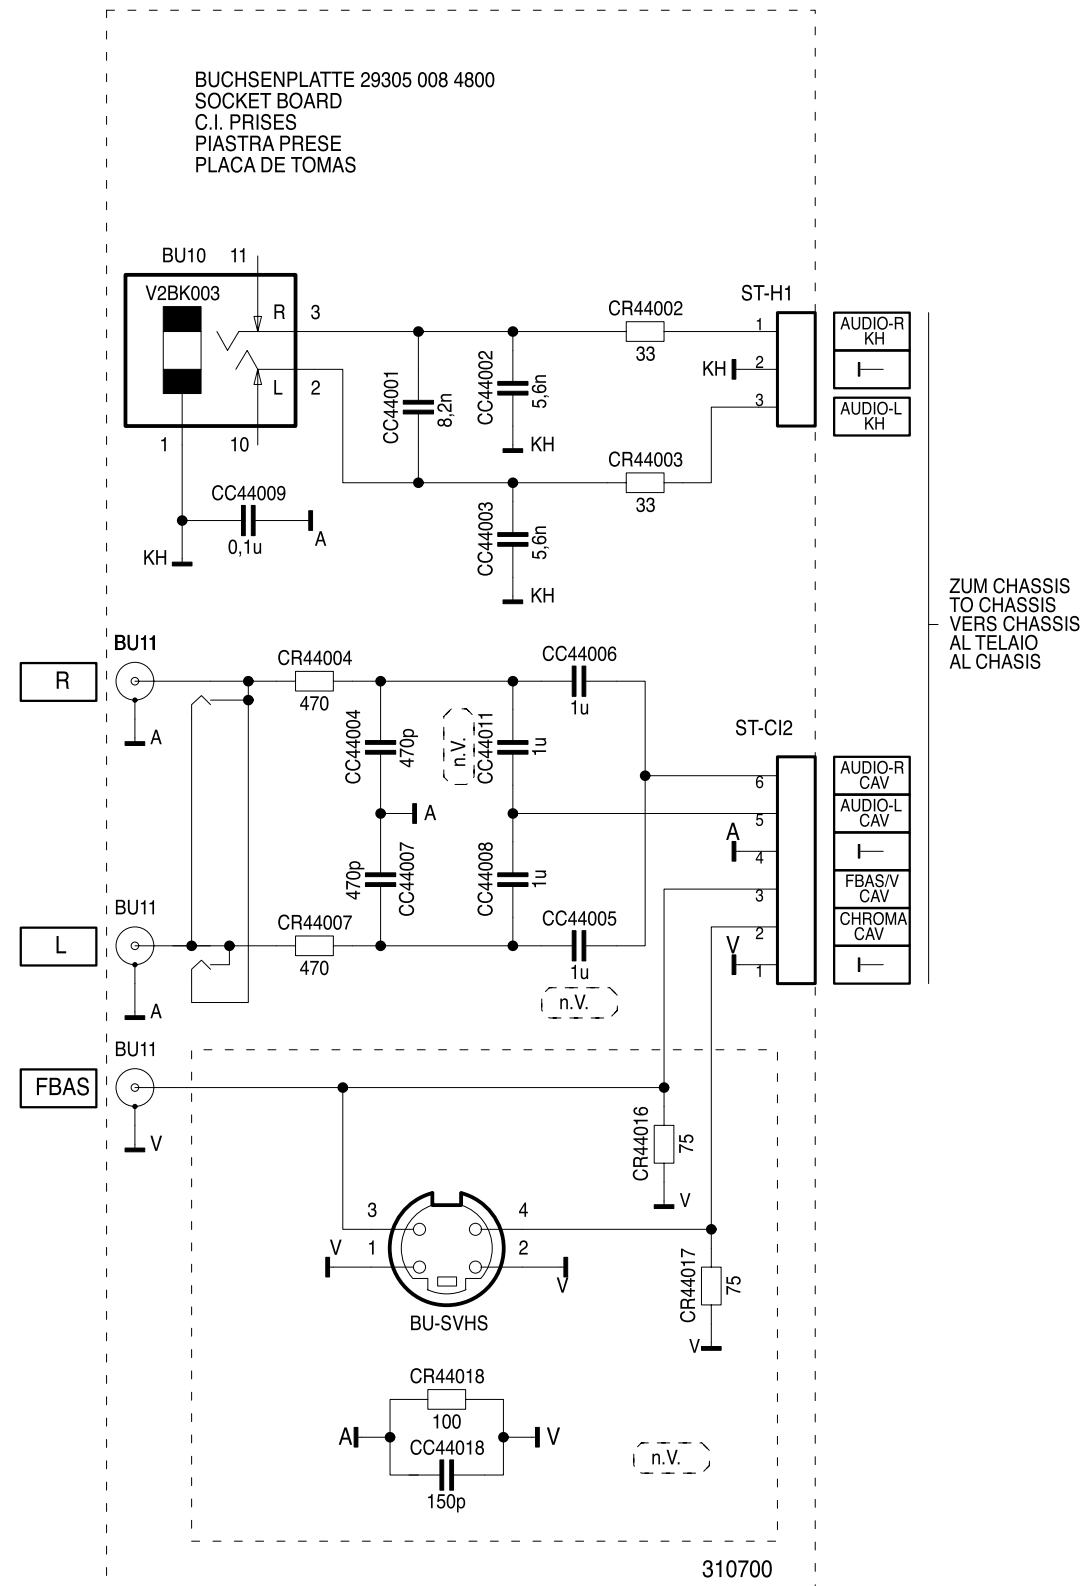 BUCHSENPLATTE 29305 008 4800
SOCKET BOARD
C.I. PRISES
PIASTRA PRESE
PLACA DE TOMAS
BU10
11
V2BK003
R
3
L
2
1
10
CC44009
0,1u
A
KH
CC44001
8,2n
CC44002
5,6n
KH
CR44002
33
CR44003
33
CC44003
5,6n
KH
ST-H1
1
KH
2
3
AUDIO-R
KH
AUDIO-L
KH
ZUM CHASSIS
TO CHASSIS
VERS CHASSIS
AL TELAIO
AL CHASIS
BU11
R
A
CR44004
470
CC44004
470p
n.V.
CC44011
1u
CC44006
1u
A
470p
CC44007
CC44008
1u
BU11
L
A
CR44007
470
CC44005
1u
n.V.
ST-CI2
6
5
A
4
3
2
V
1
AUDIO-R
CAV
AUDIO-L
CAV
FBAS/V
CAV
CHROMA
CAV
BU11
FBAS
V
CR44016
75
V
3
4
V
1
2
V
BU-SVHS
CR44017
75
V
CR44018
100
A
V
CC44018
150p
n.V.
310700